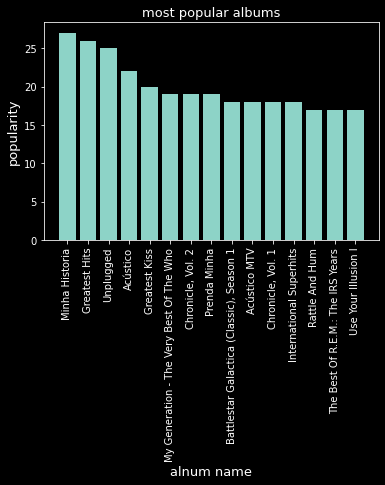 most popular albums
popularity
25
20
15
10
5
0
Minha Historia
Greatest Hits
Unplugged
Acústico
Greatest Kiss
My Generation - The Very Best Of The Who
Chronicle, Vol. 2
Prenda Minha
Battlestar Galactica (Classic), Season 1
Acústico MTV
Chronicle, Vol. 1
International Superhits
Rattle And Hum
The Best Of R.E.M.: The IRS Years
Use Your Illusion I
alnum name